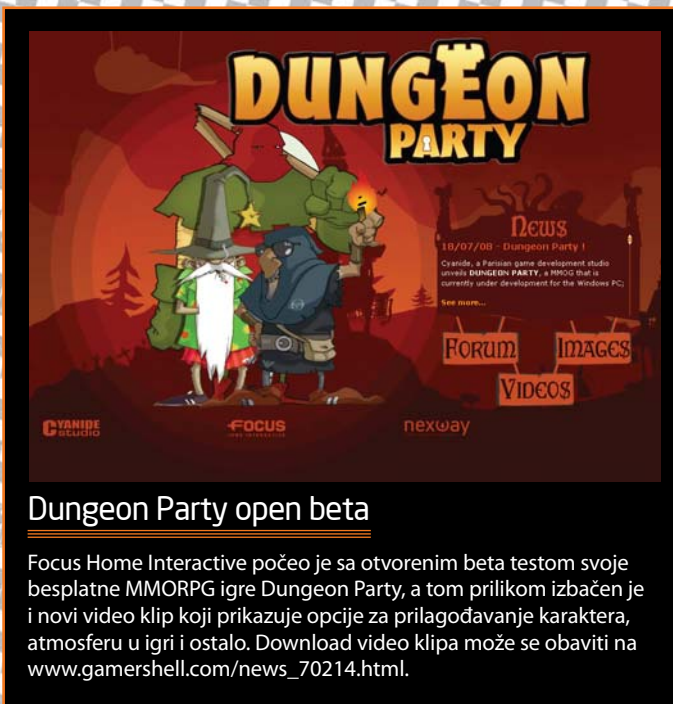 DUNGEON
PARTY
NEWS
18/07/08 - Dungeon Party !
Cyanide, a Parisian game development studio
unveils DUNGEON PARTY, a MMOG that is
currently under development for the Windows PC;
See more...
FORUM
IMAGES
VIDEOS
CYANIDE
studio
FOCUS
HOME INTERACTIVE
nexway
Dungeon Party open beta
Focus Home Interactive počeo je sa otvorenim beta testom svoje
besplatne MMORPG igre Dungeon Party, a tom prilikom izbačen je
i novi video klip koji prikazuje opcije za prilagođavanje karaktera,
atmosferu u igri i ostalo. Download video klipa može se obaviti na
www.gamershell.com/news_70214.html.